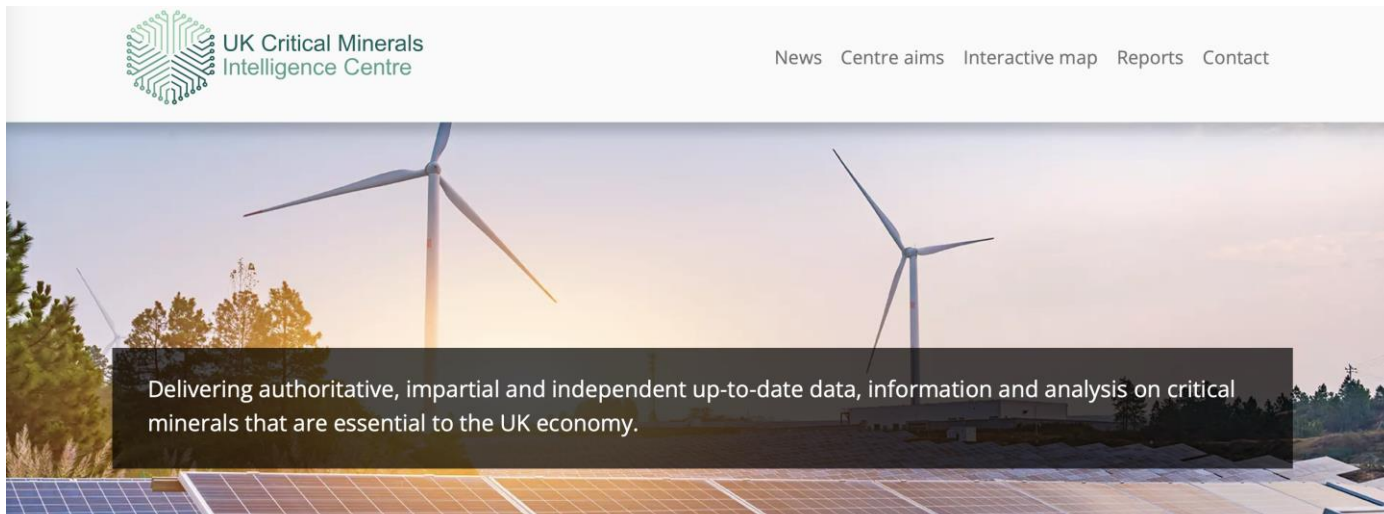 UK Critical Minerals
Intelligence Centre
News Centre aims Interactive map Reports Contact
Delivering authoritative, impartial and independent up-to-date data, information and analysis on critical
minerals that are essential to the UK economy.